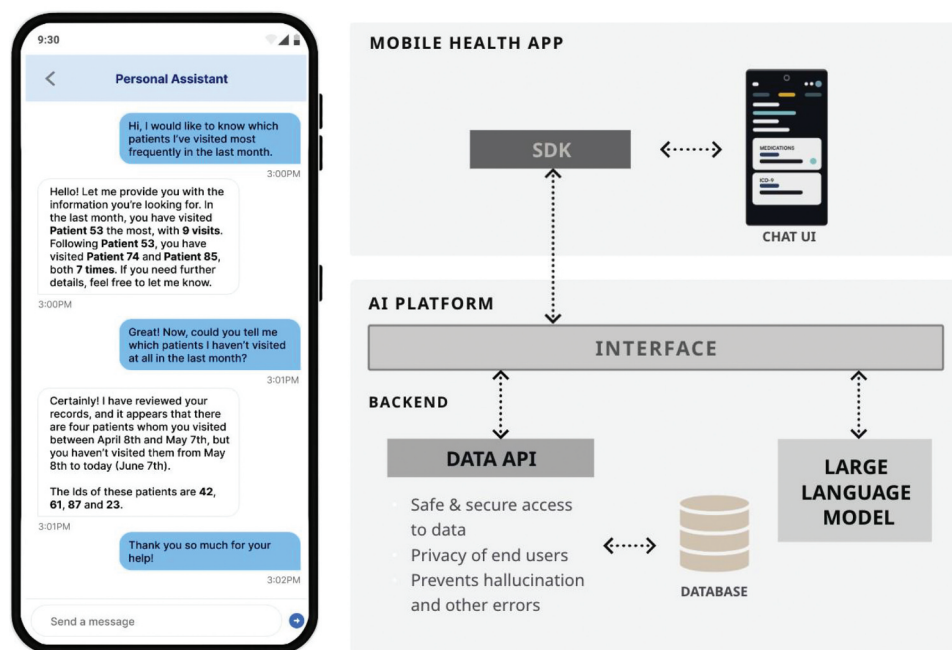 9:30
Personal Assistant
Hi, I would like to know which
patients I've visited most
frequently in the last month.
3:00PM
Hello! Let me provide you with the
information you're looking for. In
the last month, you have visited
Patient 53 the most, with 9 visits.
Following Patient 53, you have
visited Patient 74 and Patient 85,
both 7 times. If you need further
details, feel free to let me know.
3:00PM
Great! Now, could you tell me
which patients I haven't visited
at all in the last month?
3:01PM
Certainly! I have reviewed your
records, and it appears that there
are four patients whom you visited
between April 8th and May 7th, but
you haven't visited them from May
8th to today (June 7th).
The Ids of these patients are 42,
61, 87 and 23.
3:01PM
Thank you so much for your
help!
3:02PM
Send a message
MOBILE HEALTH APP
SDK
MEDICATIONS
ICD-9
CHAT UI
AI PLATFORM
INTERFACE
BACKEND
DATA API
Safe & secure access
to data
Privacy of end users
Prevents hallucination
and other errors
DATABASE
LARGE
LANGUAGE
MODEL